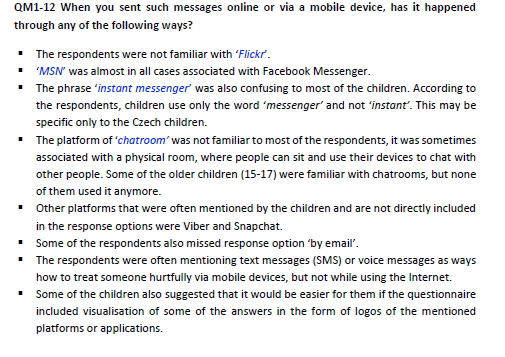 QM1-12 When you sent such messages online or via a mobile device, has it happened
through any of the following ways?
▪ The respondents were not familiar with 'Flickr'.
▪ 'MSN' was almost in all cases associated with Facebook Messenger.
▪ The phrase 'instant messenger' was also confusing to most of the children. According to
the respondents, children use only the word 'messenger' and not 'instant'. This may be
specific only to the Czech children.
▪ The platform of 'chatroom' was not familiar to most of the respondents, it was sometimes
associated with a physical room, where people can sit and use their devices to chat with
other people. Some of the older children (15-17) were familiar with chatrooms, but none
of them used it anymore.
▪ Other platforms that were often mentioned by the children and are not directly included
in the response options were Viber and Snapchat.
▪ Some of the respondents also missed response option 'by email'.
▪ The respondents were often mentioning text messages (SMS) or voice messages as ways
how to treat someone hurtfully via mobile devices, but not while using the Internet.
▪ Some of the children also suggested that it would be easier for them if the questionnaire
included visualisation of some of the answers in the form of logos of the mentioned
platforms or applications.